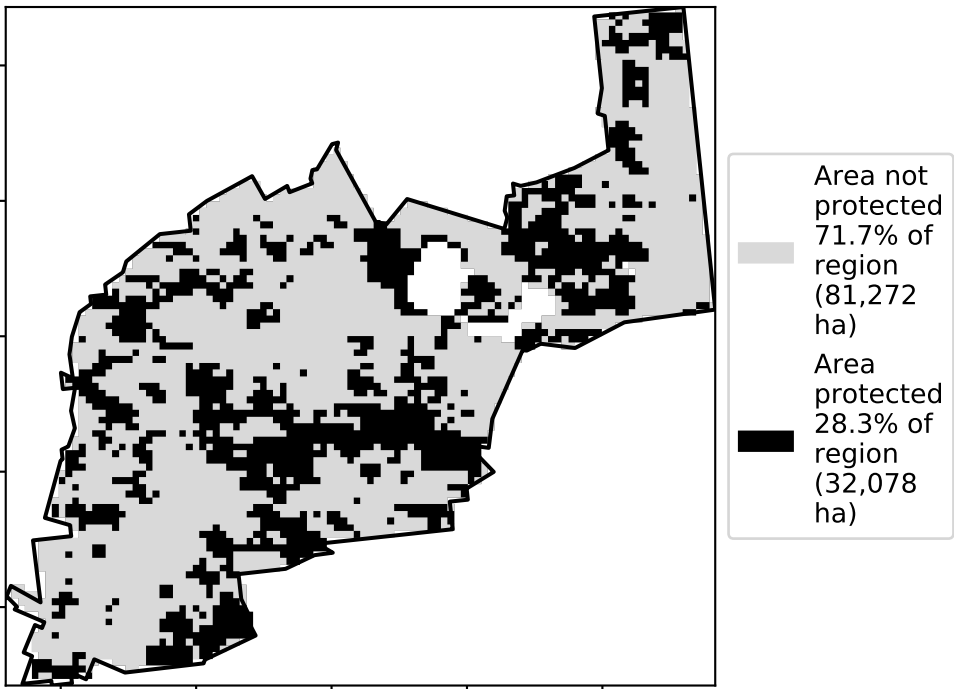 Area not
protected
71.7% of
region
(81,272
ha)
Area
protected
28.3% of
region
(32,078
ha)